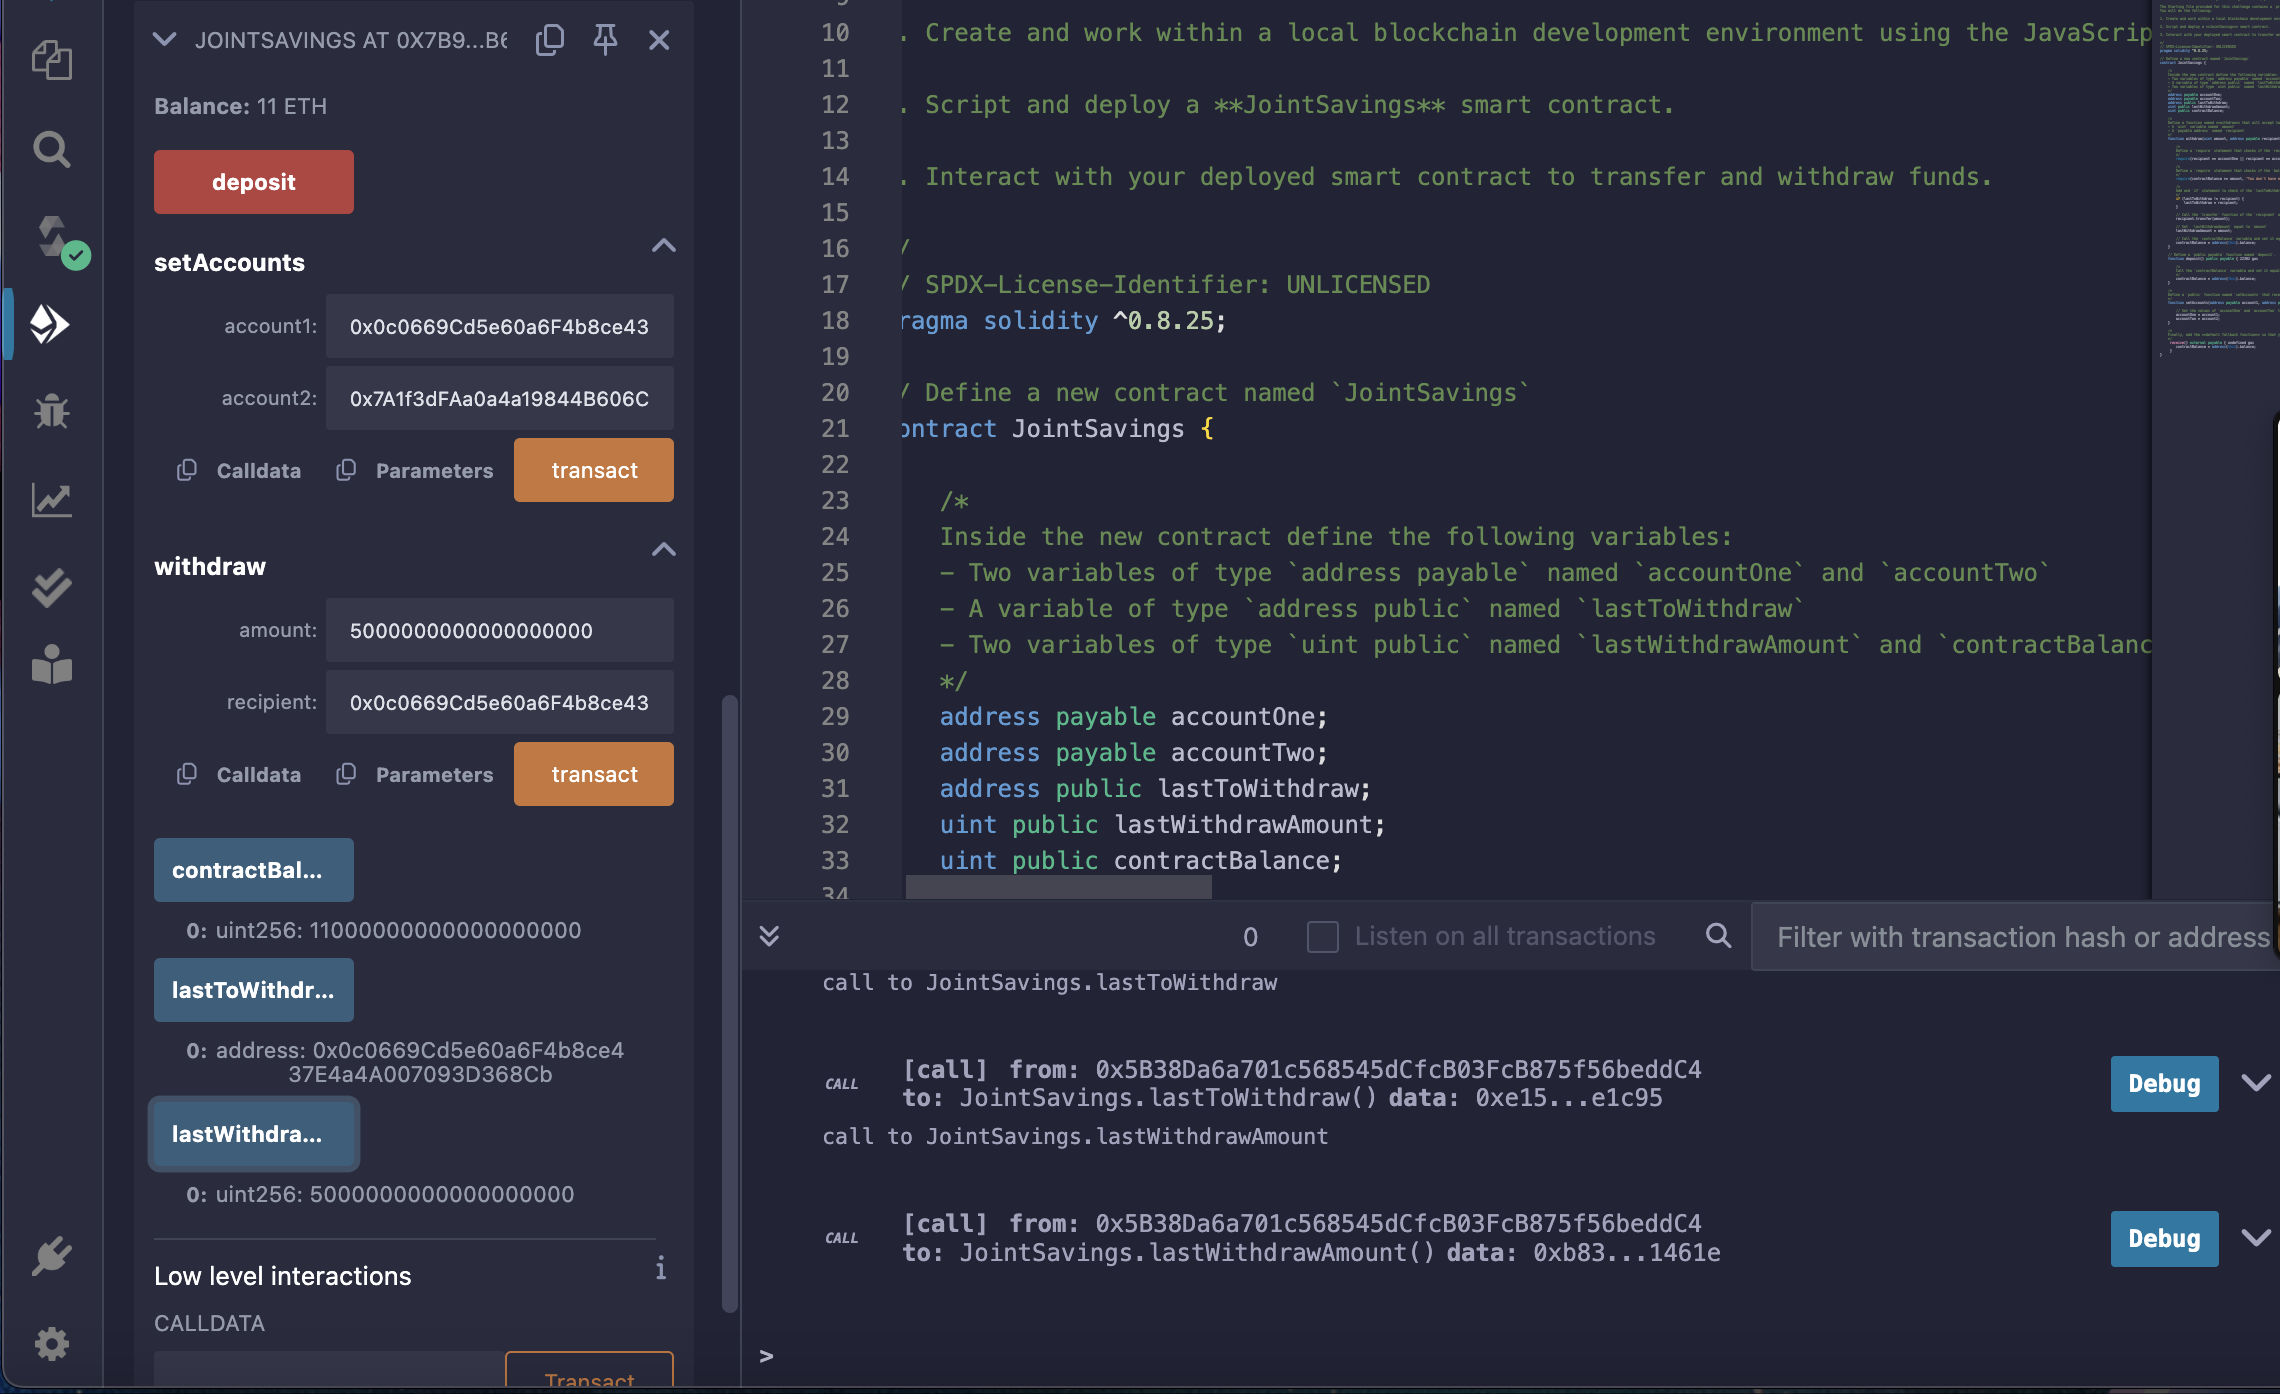 JOINTSAVINGS AT 0X7B9...B
Balance: 11 ETH
deposit
setAccounts
account1: 0x0c0669Cd5e60a6F4b8ce43
account2: 0x7A1f3dFAa0a4a19844B606C
Calldata Parameters transact
withdraw
amount: 5000000000000000000
recipient: 0x0c0669Cd5e60a6F4b8ce43
Calldata Parameters transact
contractBal...
0: uint256: 11000000000000000000
lastToWithdr...
0: address: 0x0c0669Cd5e60a6F4b8ce4
37E4a4A007093D368Cb
lastWithdra...
0: uint256: 5000000000000000000
Low level interactions
i
CALLDATA
Transact
10 . Create and work within a local blockchain development environment using the JavaScrip
11
12 . Script and deploy a **JointSavings** smart contract.
13
14 . Interact with your deployed smart contract to transfer and withdraw funds.
15
16 /
17 / SPDX-License-Identifier: UNLICENSED
18 ragma solidity ^0.8.25;
19
20 / Define a new contract named `JointSavings`
21 ontract JointSavings {
22
23 /*
24 Inside the new contract define the following variables:
25 - Two variables of type `address payable` named `accountOne` and `accountTwo`
26 - A variable of type `address public` named `lastToWithdraw`
27 - Two variables of type `uint public` named `lastWithdrawAmount` and `contractBalanc
28 */
29 address payable accountOne;
30 address payable accountTwo;
31 address public lastToWithdraw;
32 uint public lastWithdrawAmount;
33 uint public contractBalance;
34
0 Listen on all transactions Filter with transaction hash or address
call to JointSavings.lastToWithdraw
CALL [call] from: 0x5B38Da6a701c568545dCfcB03FcB875f56beddC4
to: JointSavings.lastToWithdraw() data: 0xe15...e1c95
Debug
call to JointSavings.lastWithdrawAmount
CALL [call] from: 0x5B38Da6a701c568545dCfcB03FcB875f56beddC4
to: JointSavings.lastWithdrawAmount() data: 0xb83...1461e
Debug
>